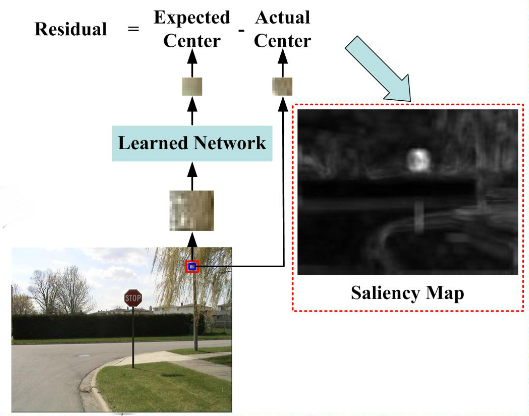 Residual = Expected Center - Actual Center
Learned Network
STOP
Saliency Map